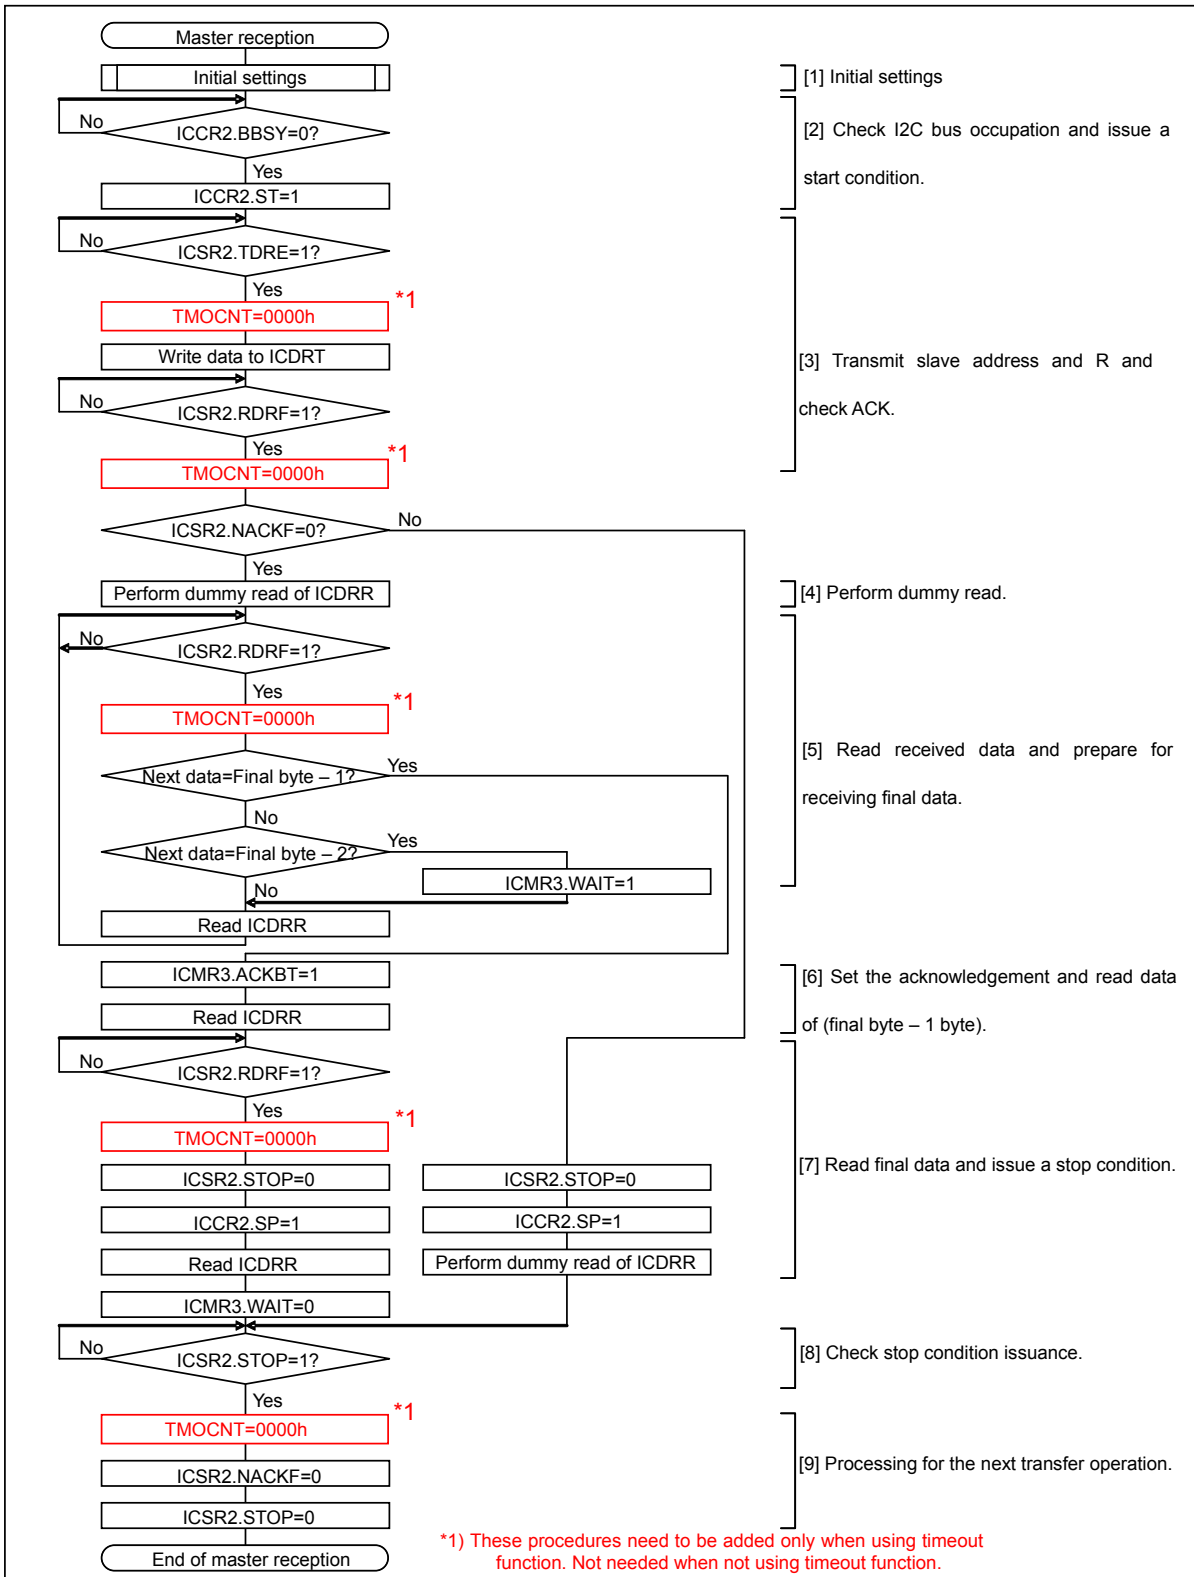 Master reception
Initial settings
[1] Initial settings
No
ICCR2.BBSY=0?
[2] Check I2C bus occupation and issue a
start condition.
Yes
ICCR2.ST=1
No
ICSR2.TDRE=1?
Yes
*1
TMOCNT=0000h
Write data to ICDRT
[3] Transmit slave address and R and
check ACK.
No
ICSR2.RDRF=1?
Yes
*1
TMOCNT=0000h
ICSR2.NACKF=0?
No
Yes
Perform dummy read of ICDRR
[4] Perform dummy read.
No
ICSR2.RDRF=1?
Yes
*1
TMOCNT=0000h
Next data=Final byte – 1?
Yes
[5] Read received data and prepare for
receiving final data.
No
Next data=Final byte – 2?
Yes
ICMR3.WAIT=1
No
Read ICDRR
ICMR3.ACKBT=1
[6] Set the acknowledgement and read data
of (final byte – 1 byte).
Read ICDRR
No
ICSR2.RDRF=1?
Yes
*1
TMOCNT=0000h
[7] Read final data and issue a stop condition.
ICSR2.STOP=0
ICSR2.STOP=0
ICCR2.SP=1
ICCR2.SP=1
Read ICDRR
Perform dummy read of ICDRR
ICMR3.WAIT=0
No
ICSR2.STOP=1?
[8] Check stop condition issuance.
Yes
*1
TMOCNT=0000h
ICSR2.NACKF=0
[9] Processing for the next transfer operation.
ICSR2.STOP=0
End of master reception
*1) These procedures need to be added only when using timeout
function. Not needed when not using timeout function.